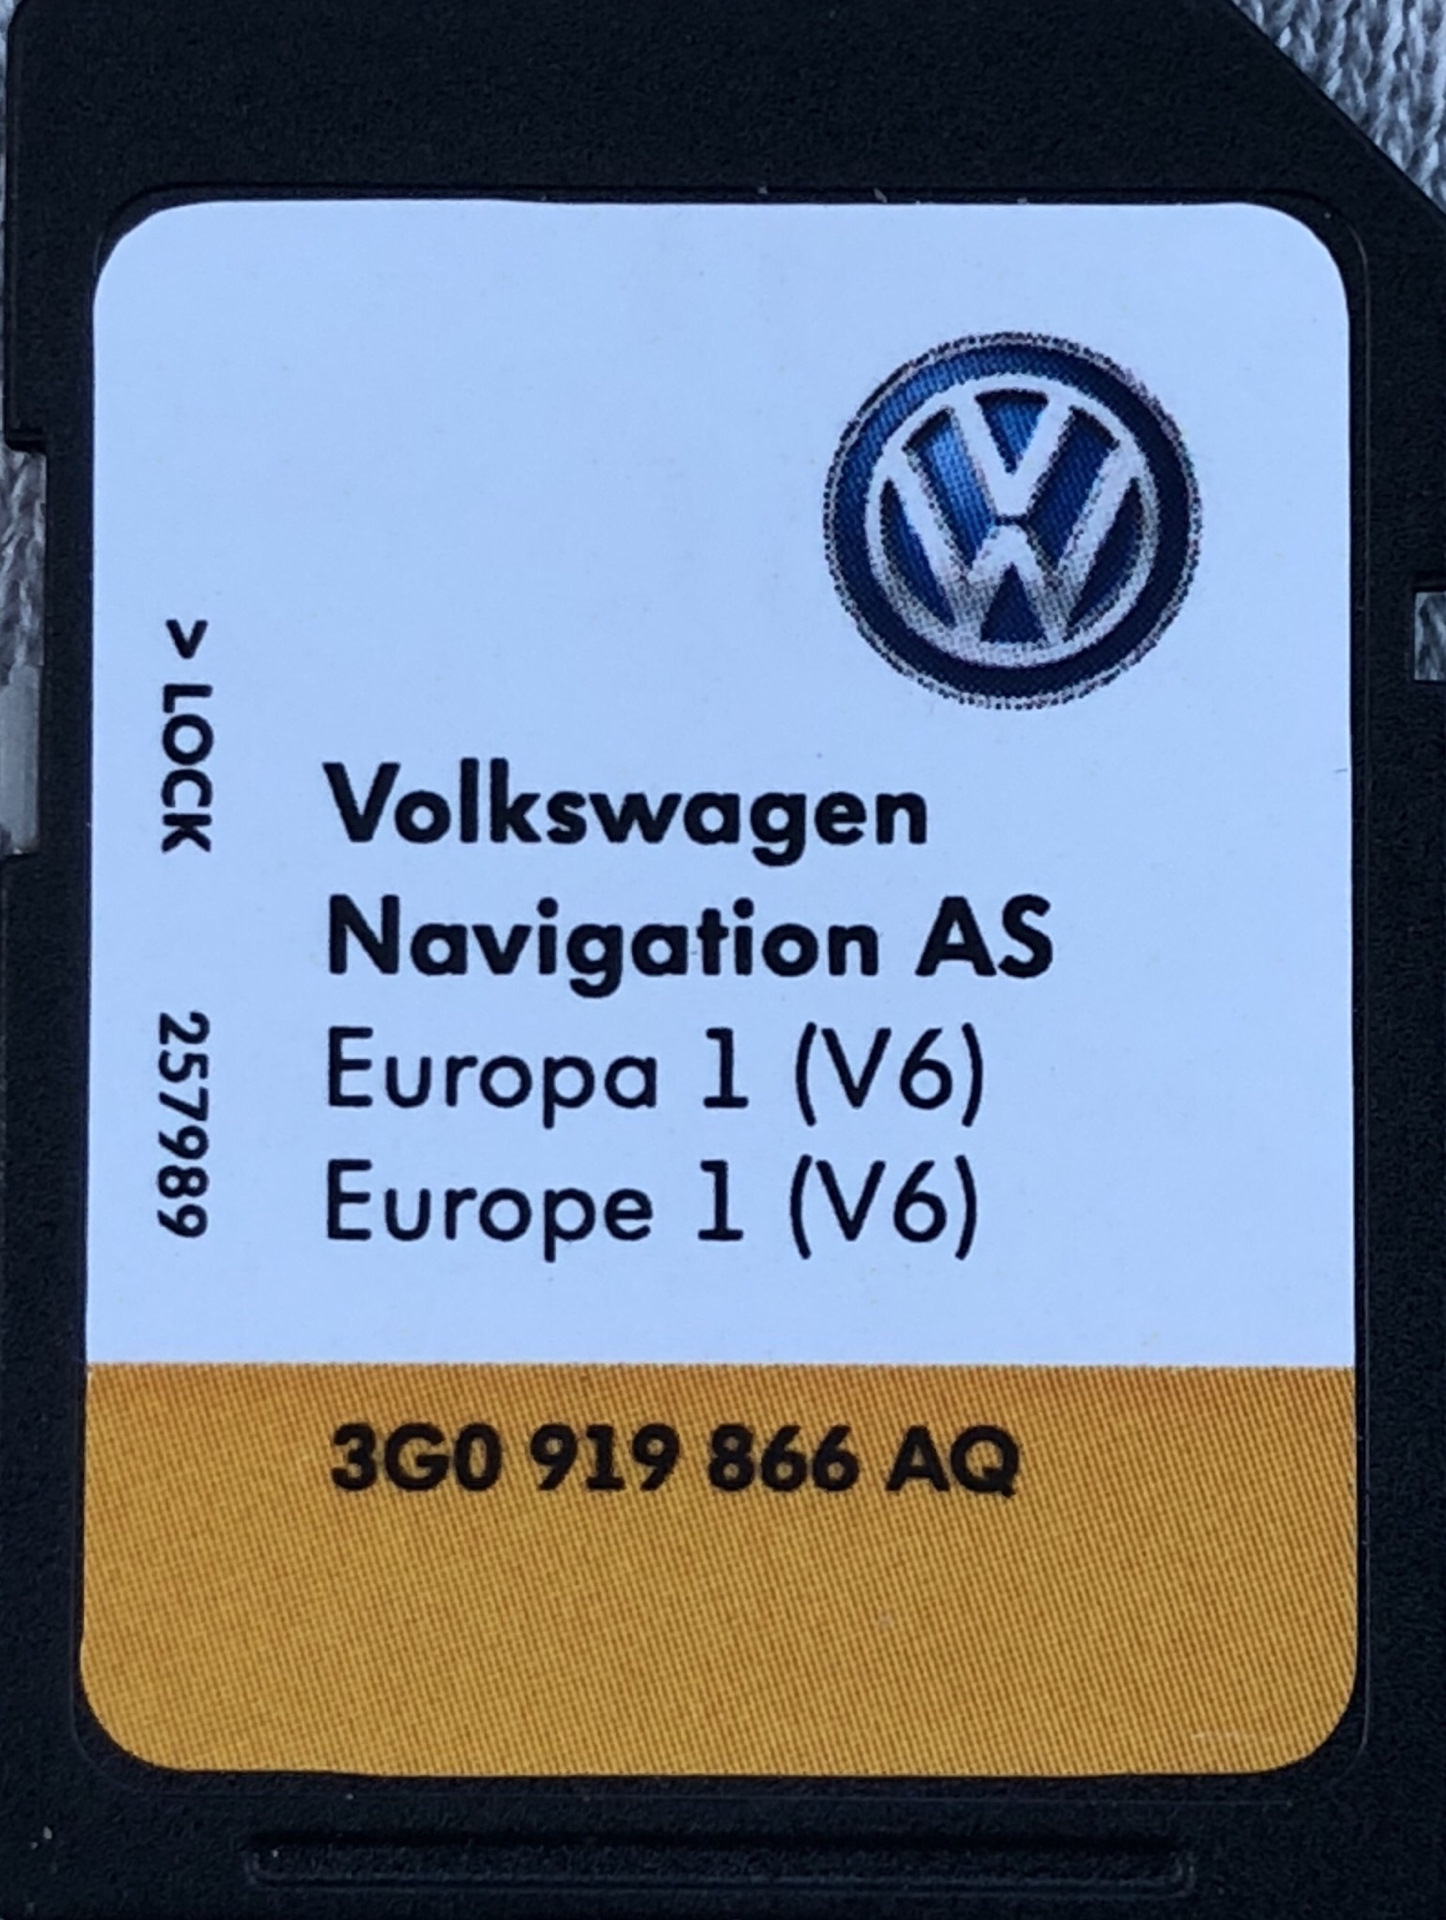 > LOCK 257989
Volkswagen
Navigation AS
Europa 1 (V6)
Europe 1 (V6)
3G0 919 866 AQ